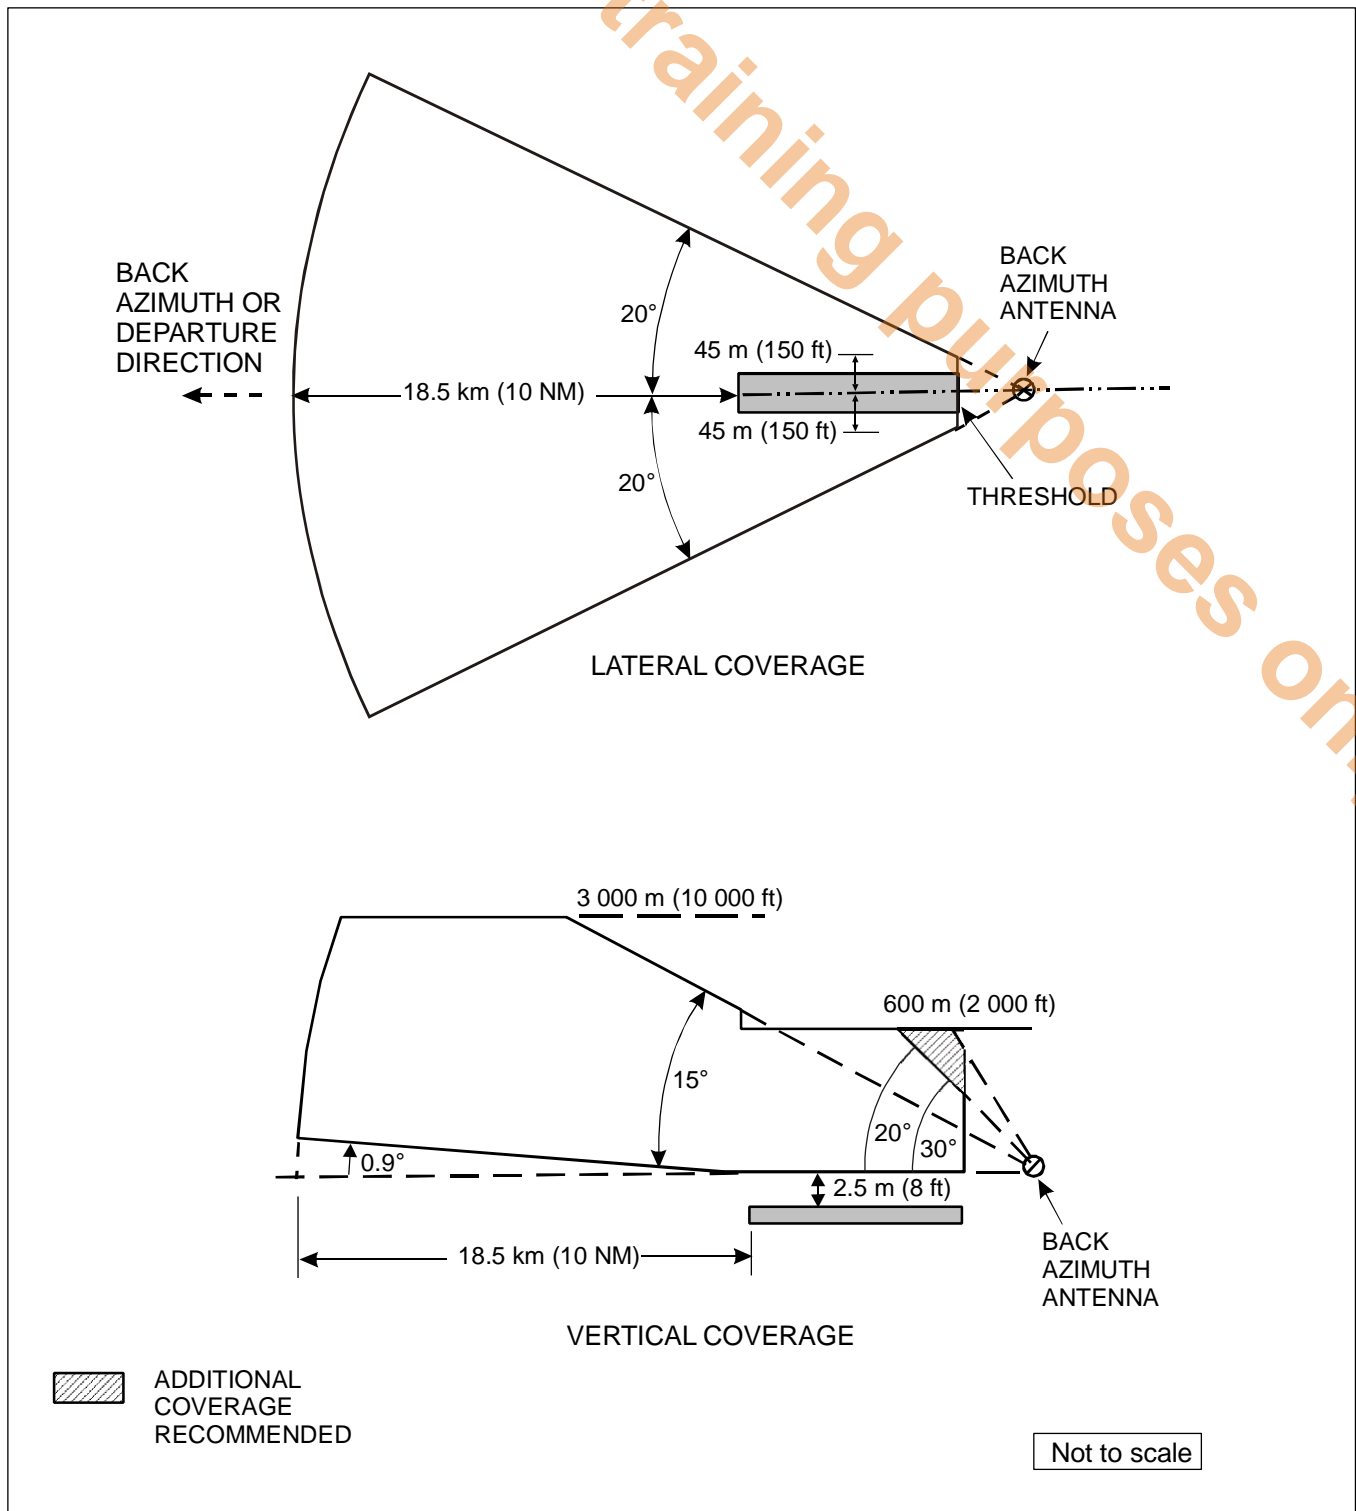 training purposes on
BACK
AZIMUTH
ANTENNA
BACK
AZIMUTH OR
DEPARTURE
DIRECTION
20°
45 m (150 ft)
18.5 km (10 NM)
45 m (150 ft)
20°
THRESHOLD
LATERAL COVERAGE
3 000 m (10 000 ft)
600 m (2 000 ft)
15°
20°
30°
0.9°
2.5 m (8 ft)
18.5 km (10 NM)
BACK
AZIMUTH
ANTENNA
VERTICAL COVERAGE
ADDITIONAL
COVERAGE
RECOMMENDED
Not to scale